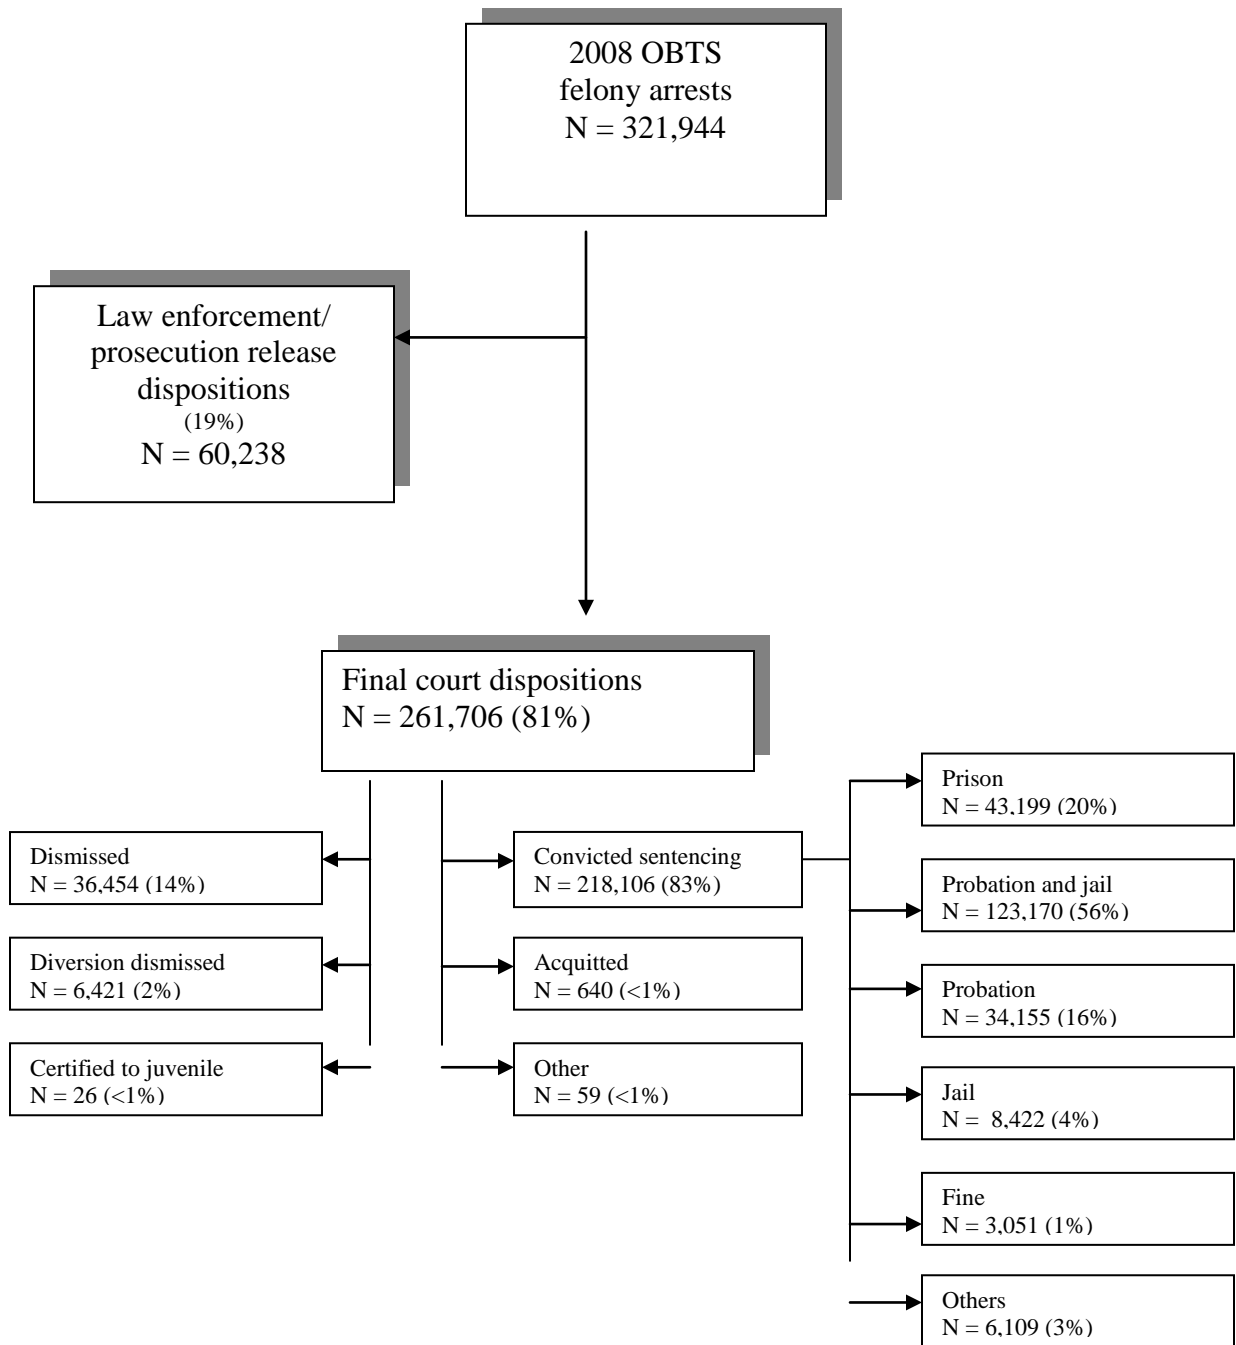 2008 OBTS
felony arrests
N = 321,944
Law enforcement/
prosecution release
dispositions
(19%)
N = 60,238
Final court dispositions
N = 261,706 (81%)
Dismissed
N = 36,454 (14%)
Diversion dismissed
N = 6,421 (2%)
Certified to juvenile
N = 26 (<1%)
Convicted sentencing
N = 218,106 (83%)
Acquitted
N = 640 (<1%)
Other
N = 59 (<1%)
Prison
N = 43,199 (20%)
Probation and jail
N = 123,170 (56%)
Probation
N = 34,155 (16%)
Jail
N =  8,422 (4%)
Fine
N = 3,051 (1%)
Others
N = 6,109 (3%)